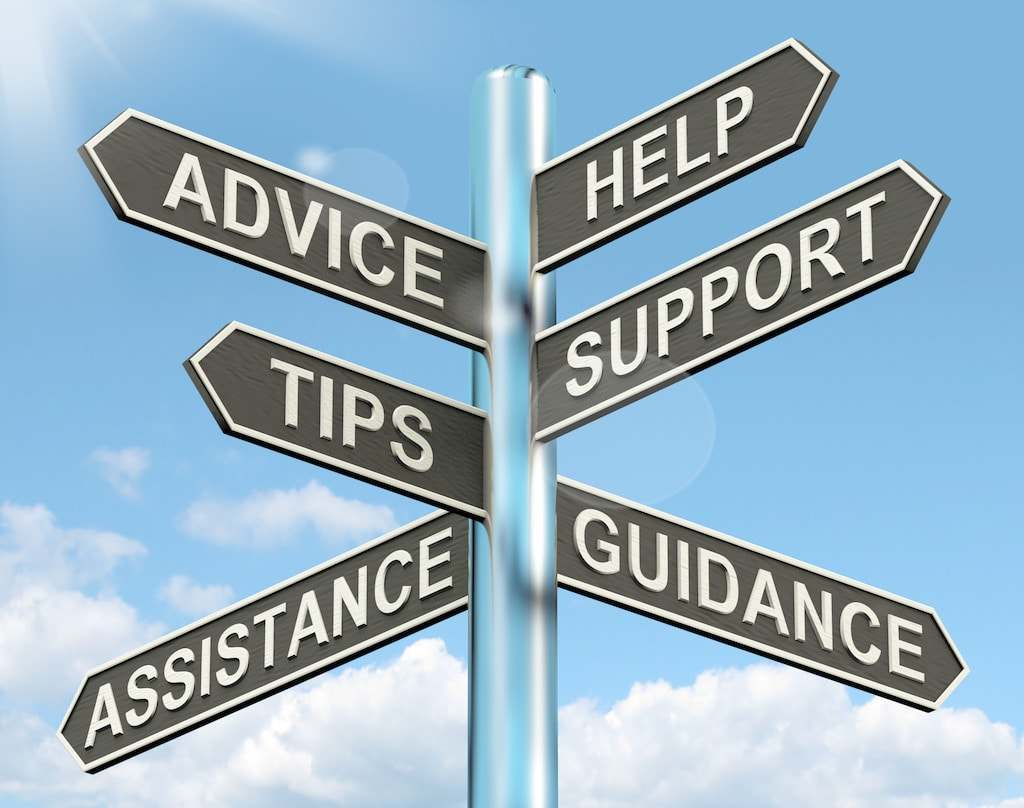 HELP
ADVICE
SUPPORT
TIPS
GUIDANCE
ASSISTANCE